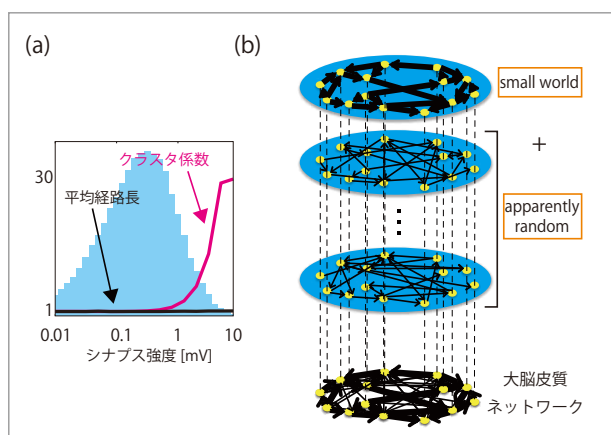 (a)
30
クラスタ係数
平均経路長
1
0.01 0.1 1 10
シナプス強度 [mV]
(b)
small world
+
apparently
random
大脳皮質
ネットワーク